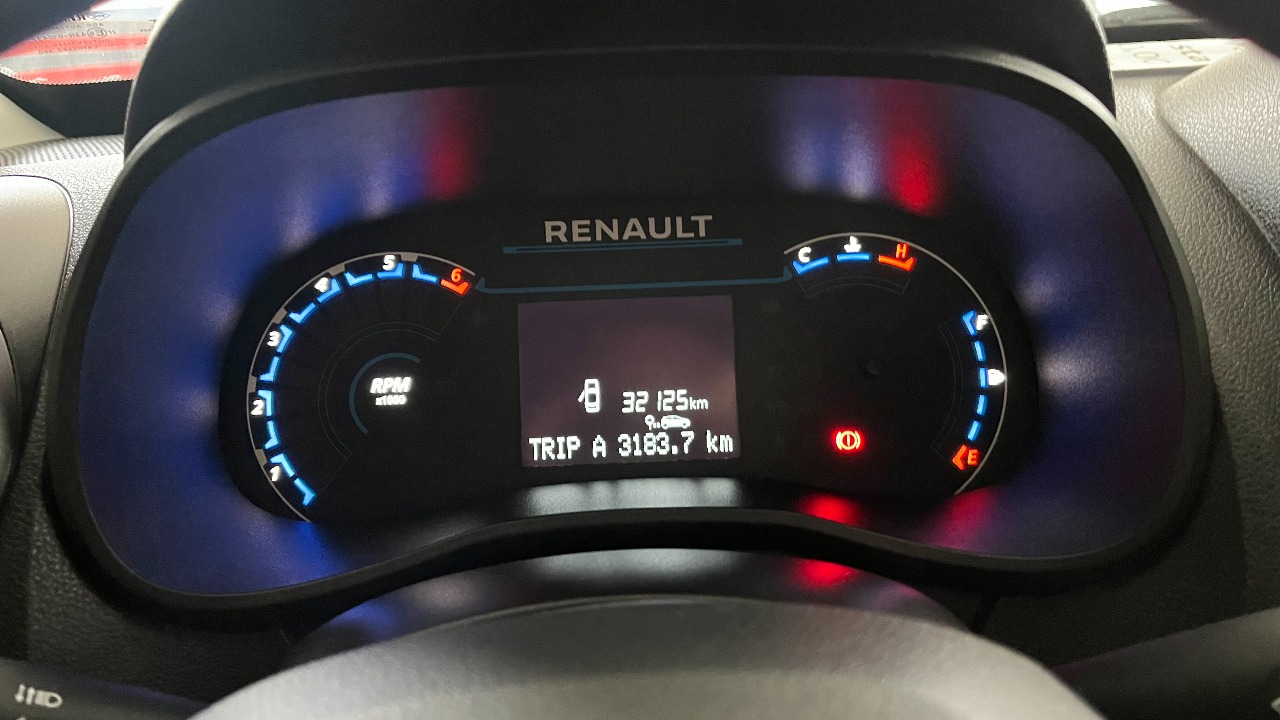 RENAULT
C
H
6
5
4
3
2
1
RPM
x1000
F
E
32125km
TRIP A 3183.7 km